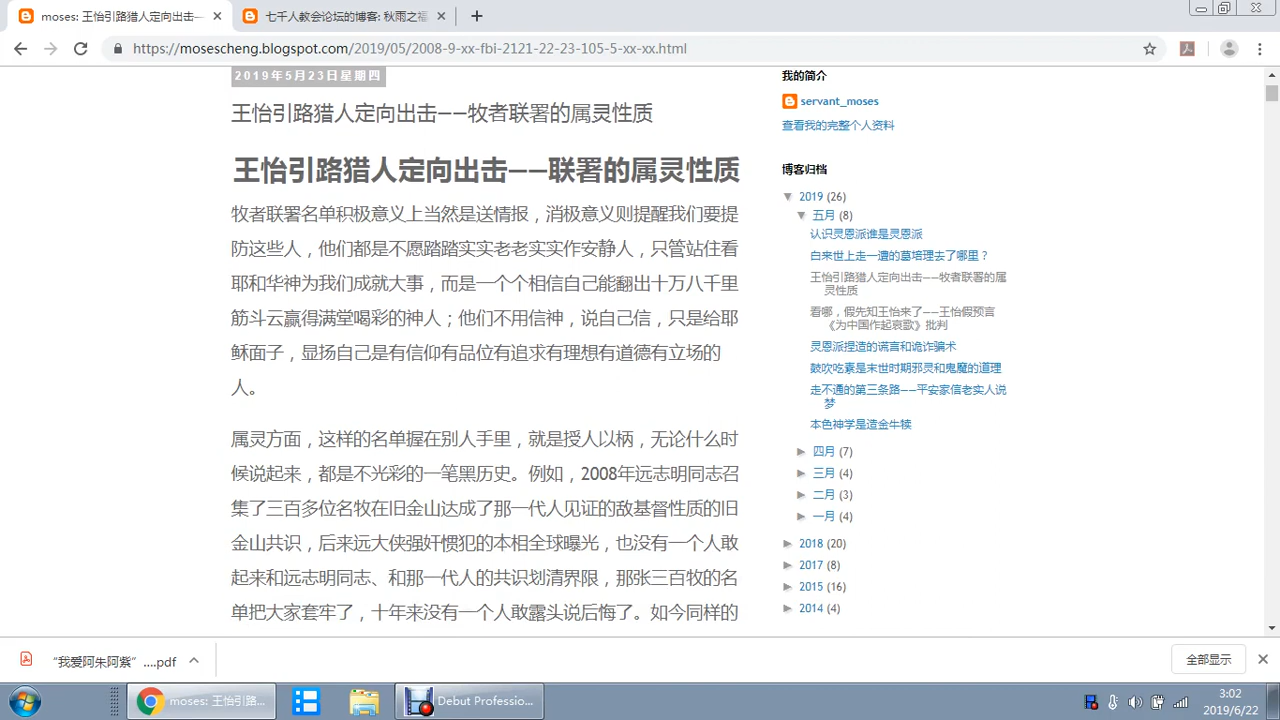 moses: 王怡引路猎人定向出击—
七千人教会论坛的博客: 秋雨之福
https://mosescheng.blogspot.com/2019/05/2008-9-xx-fbi-2121-22-23-105-5-xx-xx.html
2019年5月23日星期四
王怡引路猎人定向出击——牧者联署的属灵性质
王怡引路猎人定向出击——联署的属灵性质
牧者联署名单积极意义上当然是送情报，消极意义则提醒我们要提
防这些人，他们都是不愿踏踏实实老老实实作安静人，只管站住看
耶和华神为我们成就大事，而是一个个相信自己能翻出十万八千里
筋斗云赢得满堂喝彩的神人；他们不用信神，说自己信，只是给耶
稣面子，显扬自己是有信仰有品位有追求有理想有道德有立场的
人。
属灵方面，这样的名单握在别人手里，就是授人以柄，无论什么时
候说起来，都是不光彩的一笔黑历史。例如，2008年远志明同志召
集了三百多位名牧在旧金山达成了那一代人见证的敌基督性质的旧
金山共识，后来远大侠强奸惯犯的本相全球曝光，也没有一个人敢
起来和远志明同志、和那一代人的共识划清界限，那张三百牧的名
单把大家套牢了，十年来没有一个人敢露头说后悔了。如今同样的
我的简介
servant_moses
查看我的完整个人资料
博客归档
▼ 2019 (26)
▼ 五月 (8)
认识灵恩派谁是灵恩派
白来世上走一遭的葛培理去了哪里？
王怡引路猎人定向出击——牧者联署的属
灵性质
看哪，假先知王怡来了——王怡假预言
《为中国作起哀歌》批判
灵恩派捏造的谎言和诡诈骗术
鼓吹吃素是末世时期邪灵和鬼魔的道理
走不通的第三条路——平安家信老实人说
梦
本色神学是造金牛犊
► 四月 (7)
► 三月 (4)
► 二月 (3)
► 一月 (4)
► 2018 (20)
► 2017 (8)
► 2015 (16)
► 2014 (4)
“我爱阿朱阿紫”....pdf
全部显示
moses: 王怡引路...
Debut Professio...
3:02
2019/6/22